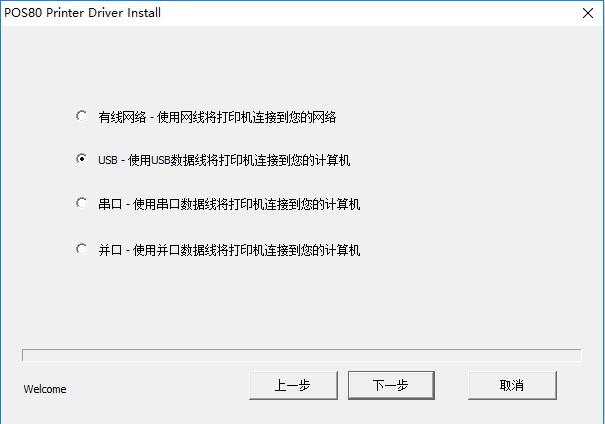 POS80 Printer Driver Install
有线网络 - 使用网线将打印机连接到您的网络
USB - 使用USB数据线将打印机连接到您的计算机
串口 - 使用串口数据线将打印机连接到您的计算机
并口 - 使用并口数据线将打印机连接到您的计算机
Welcome 上一步 下一步 取消